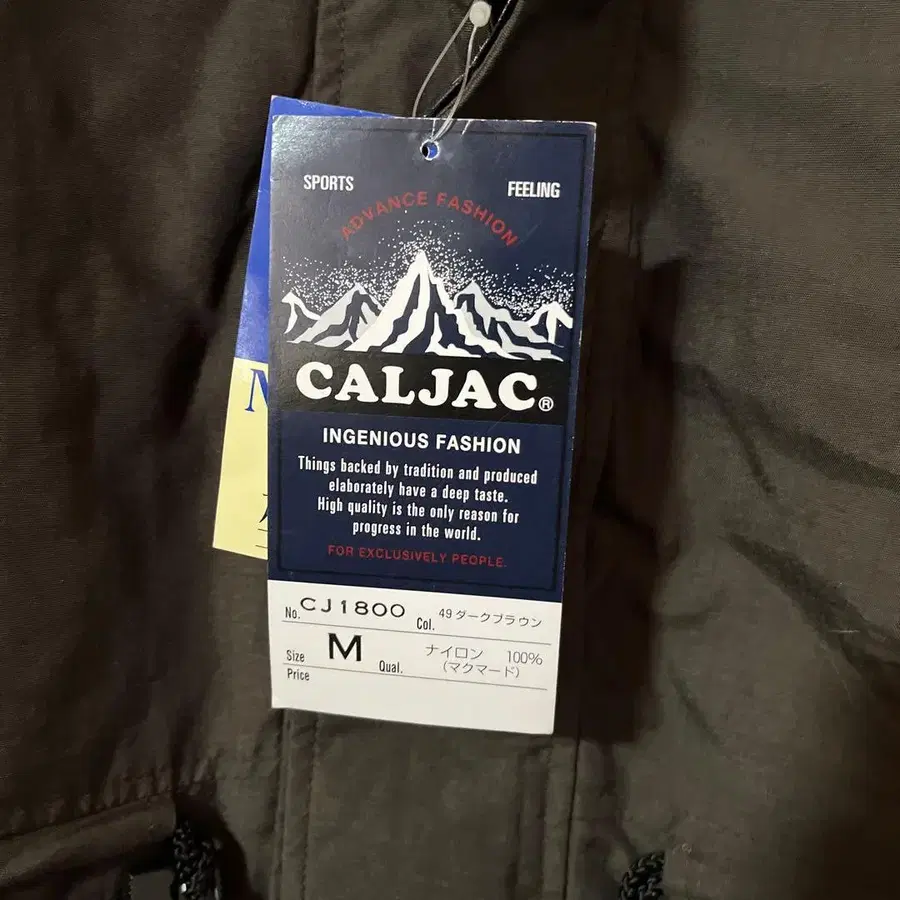 SPORTS FEELING
ADVANCE FASHION
CALJAC®
INGENIOUS FASHION
Things backed by tradition and produced
elaborately have a deep taste.
High quality is the only reason for
progress in the world.
FOR EXCLUSIVELY PEOPLE.
No. CJ1800 Col. 49 ダークブラウン
Size M Qual. ナイロン 100%
(マクマード)
Price